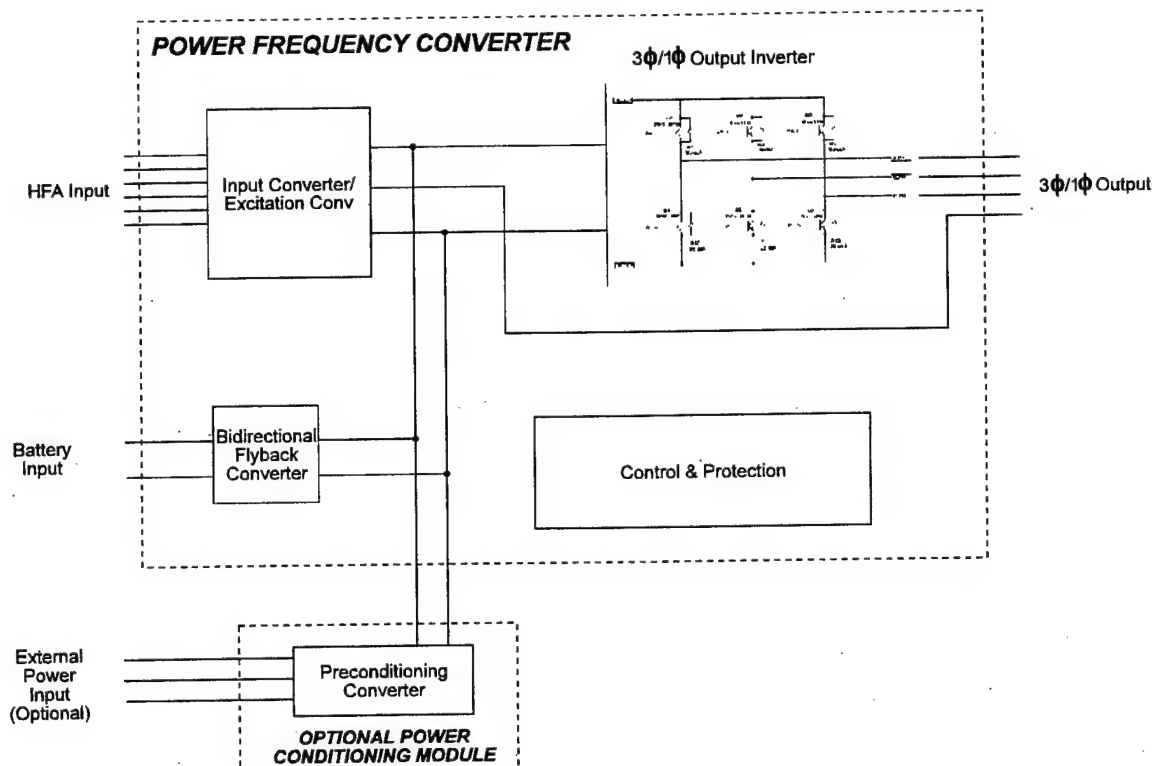 POWER FREQUENCY CONVERTER
3ϕ/1ϕ Output Inverter
HFA Input
Input Converter/
Excitation Conv
3ϕ/1ϕ Output
Battery
Input
Bidirectional
Flyback
Converter
Control & Protection
External
Power
Input
(Optional)
Preconditioning
Converter
OPTIONAL POWER
CONDITIONING MODULE